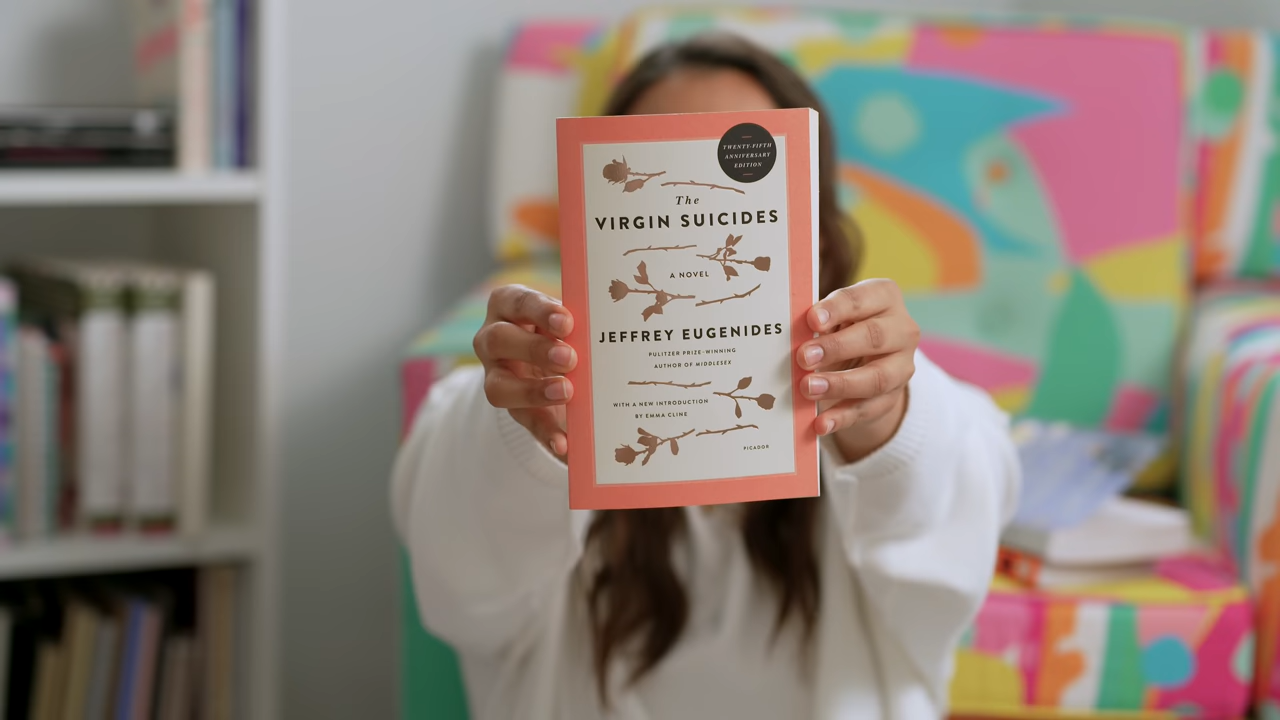 TWENTY-FIFTH
ANNIVERSARY
EDITION
The
VIRGIN SUICIDES
A NOVEL
JEFFREY EUGENIDES
PULITZER PRIZE-WINNING
AUTHOR OF MIDDLESEX
WITH A NEW INTRODUCTION
BY EMMA CLINE
PICADOR